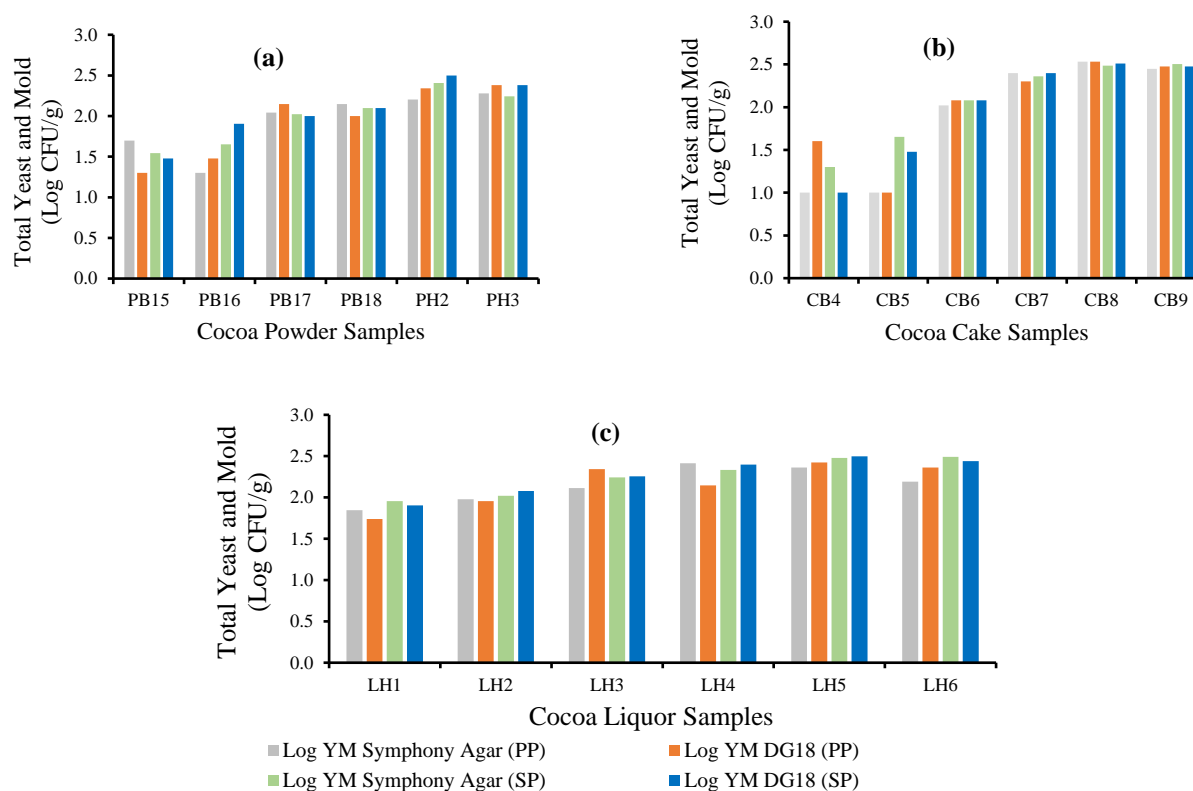 (a)
Total Yeast and Mold
(Log CFU/g)
3.0
2.5
2.0
1.5
1.0
0.5
0.0
PB15 PB16 PB17 PB18 PH2 PH3
Cocoa Powder Samples
(b)
Total Yeast and Mold
(Log CFU/g)
3.0
2.5
2.0
1.5
1.0
0.5
0.0
CB4 CB5 CB6 CB7 CB8 CB9
Cocoa Cake Samples
(c)
Total Yeast and Mold
(Log CFU/g)
3.0
2.5
2.0
1.5
1.0
0.5
0.0
LH1 LH2 LH3 LH4 LH5 LH6
Cocoa Liquor Samples
Log YM Symphony Agar (PP) Log YM DG18 (PP)
Log YM Symphony Agar (SP) Log YM DG18 (SP)